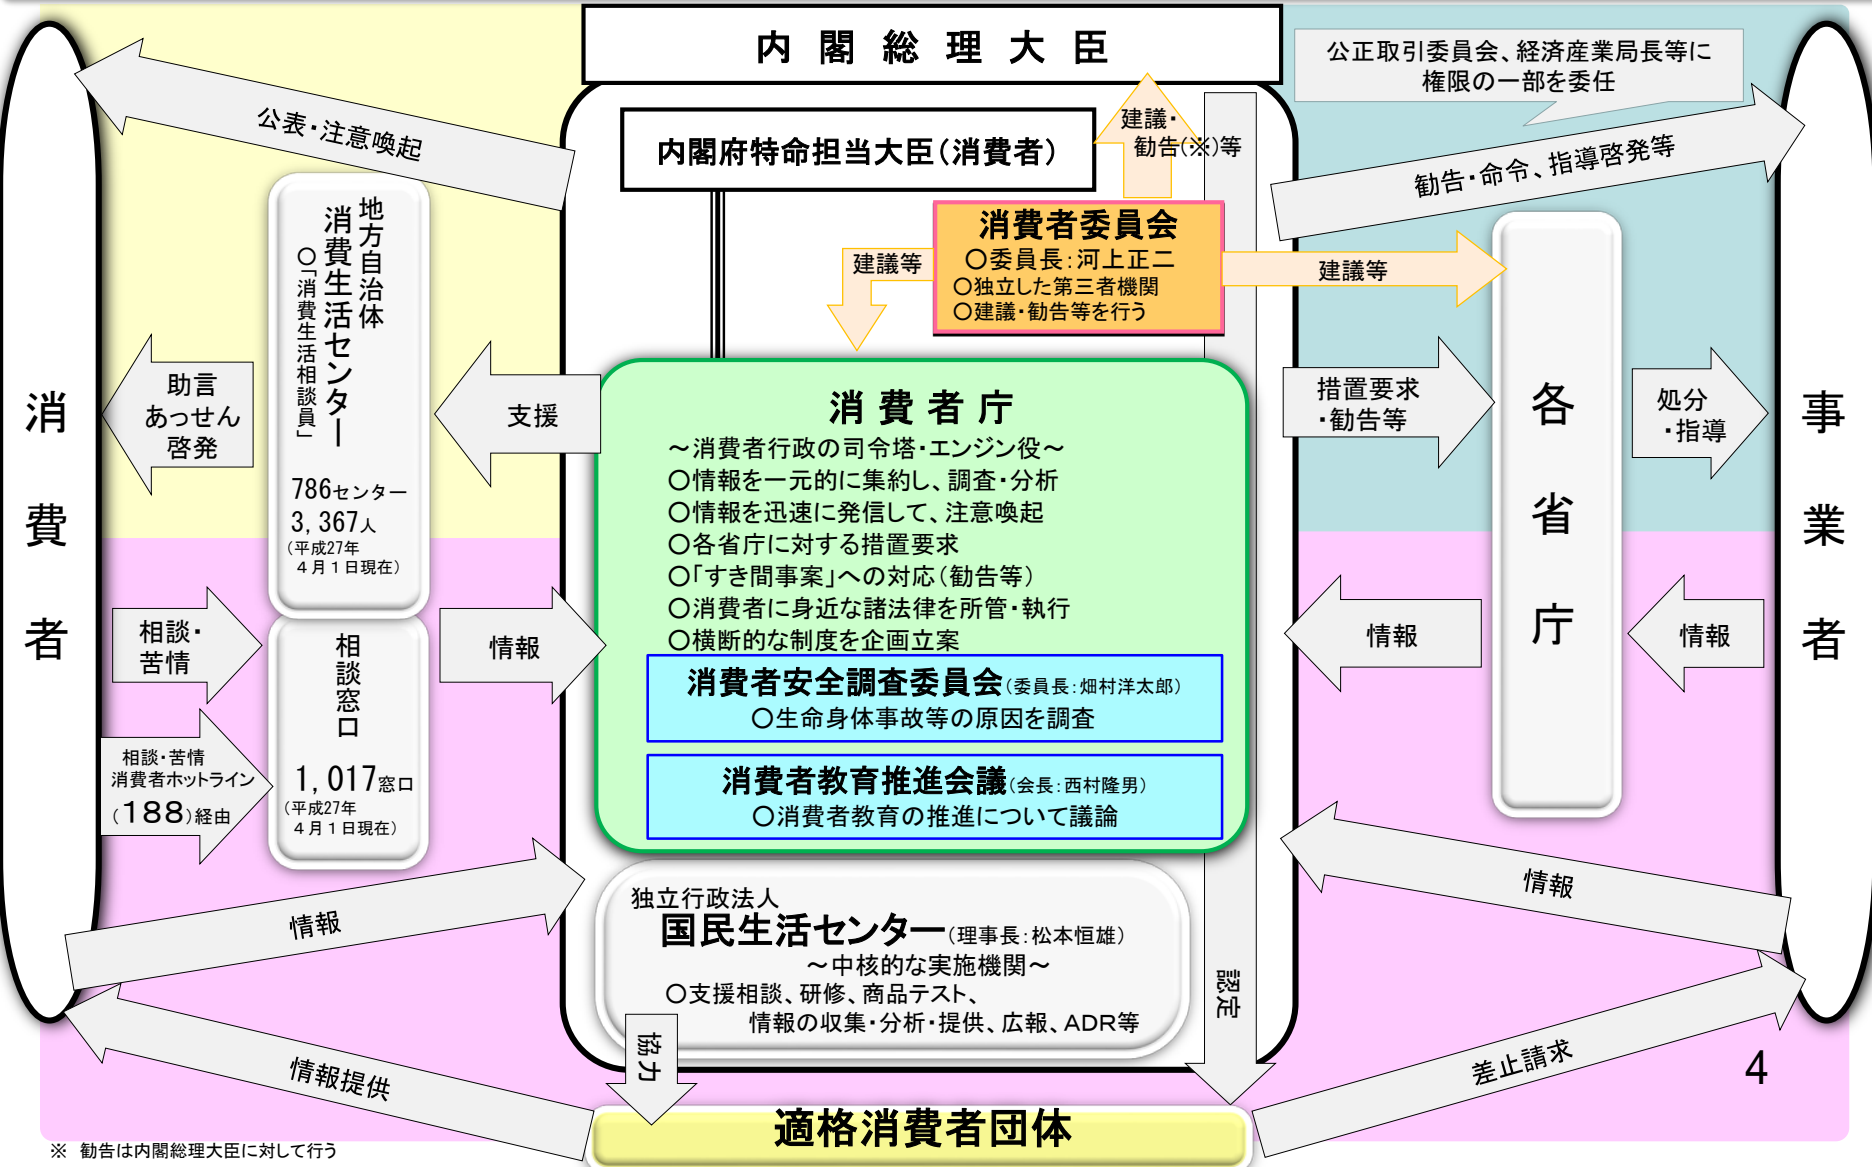 内閣総理大臣
公正取引委員会、経済産業局長等に
権限の一部を委任
公表・注意喚起
内閣府特命担当大臣(消費者)
建議・
勧告(※)等
勧告・命令、指導啓発等
消費者委員会
○委員長:河上正二
○独立した第三者機関
○建議・勧告等を行う
建議等
建議等
地方自治体
消費生活センター
○「消費生活相談員」
786センター
3,367人
(平成27年
4月1日現在)
消費者
助言
あっせん
啓発
支援
消費者庁
~消費者行政の司令塔・エンジン役~
○情報を一元的に集約し、調査・分析
○情報を迅速に発信して、注意喚起
○各省庁に対する措置要求
○「すき間事案」への対応(勧告等)
○消費者に身近な諸法律を所管・執行
○横断的な制度を企画立案
消費者安全調査委員会(委員長:畑村洋太郎)
○生命身体事故等の原因を調査
消費者教育推進会議(会長:西村隆男)
○消費者教育の推進について議論
措置要求
・勧告等
各省庁
処分
・指導
事業者
相談・
苦情
相談窓口
1,017窓口
(平成27年
4月1日現在)
情報
情報
情報
相談・苦情
消費者ホットライン
(188)経由
情報
情報
独立行政法人
国民生活センター(理事長:松本恒雄)
~中核的な実施機関~
○支援相談、研修、商品テスト、
情報の収集・分析・提供、広報、ADR等
認定
協力
情報提供
差止請求
適格消費者団体
4
※ 勧告は内閣総理大臣に対して行う